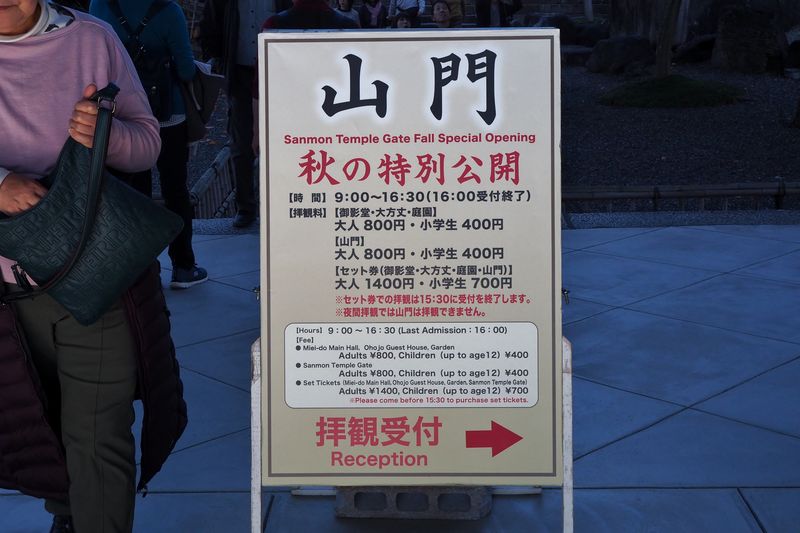 山門
Sanmon Temple Gate Fall Special Opening
秋の特別公開
【時　間】 9:00〜16:30(16:00受付終了)
【拝観料】【御影堂・大方丈・庭園】
大人 800円・小学生 400円
【山門】
大人 800円・小学生 400円
【セット券(御影堂・大方丈・庭園・山門)】
大人 1400円・小学生 700円
※セット券での拝観は15:30に受付を終了します。
※夜間拝観では山門は拝観できません。
【Hours】 9：00 〜 16：30 (Last Admission：16：00)
【Fee】
● Miei-do Main Hall, Ohojo Guest House, Garden
Adults ¥800, Children (up to age12) ¥400
● Sanmon Temple Gate
Adults ¥800, Children (up to age12) ¥400
● Set Tickets (Miei-do Main Hall, Ohojo Guest House, Garden, Sanmon Temple Gate)
Adults ¥1400, Children (up to age12) ¥700
※Please come before 15:30 to purchase set tickets.
拝観受付
Reception